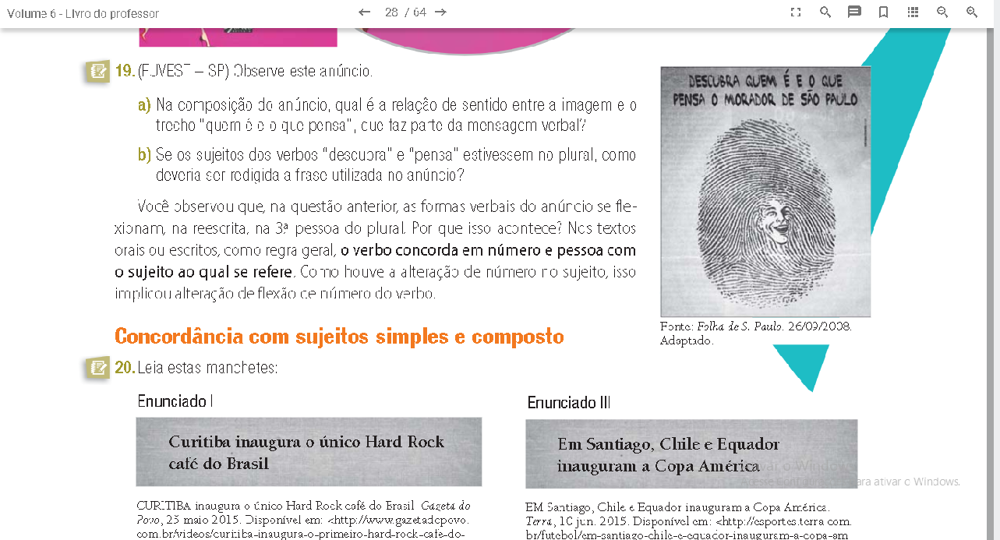 Volume 6 - Livro do professor
28 / 64
19. (FUVEST – SP) Observe este anúncio.
a) Na composição do anúncio, qual é a relação de sentido entre a imagem e o
trecho "quem é e o que pensa", que faz parte da mensagem verbal?
b) Se os sujeitos dos verbos "descubra" e "pensa" estivessem no plural, como
deveria ser redigida a frase utilizada no anúncio?
Você observou que, na questão anterior, as formas verbais do anúncio se fle-
xionam, na reescrita, na 3ª pessoa do plural. Por que isso acontece? Nos textos
orais ou escritos, como regra geral, o verbo concorda em número e pessoa com
o sujeito ao qual se refere. Como houve a alteração de número no sujeito, isso
implicou alteração de flexão de número do verbo.
DESCUBRA QUEM É E O QUE
PENSA O MORADOR DE SÃO PAULO
Fonte: Folha de S. Paulo. 26/09/2008.
Adaptado.
Concordância com sujeitos simples e composto
20. Leia estas manchetes:
Enunciado I
Curitiba inaugura o único Hard Rock
café do Brasil
CURITIBA inaugura o único Hard Rock café do Brasil. Gazeta do
Povo, 25 maio 2015. Disponível em: <http://www.gazetadopovo.
com.br/videos/curitiba-inaugura-o-primeiro-hard-rock-cafe-do-
Enunciado III
Em Santiago, Chile e Equador
inauguram a Copa América
EM Santiago, Chile e Equador inauguram a Copa América.
Terra, 10 jun. 2015. Disponível em: <http://esportes.terra.com.
br/futebol/em-santiago-chile-e-equador-inauguram-a-copa-am
Ativar o Windows
Acesse Configurações para ativar o Windows.